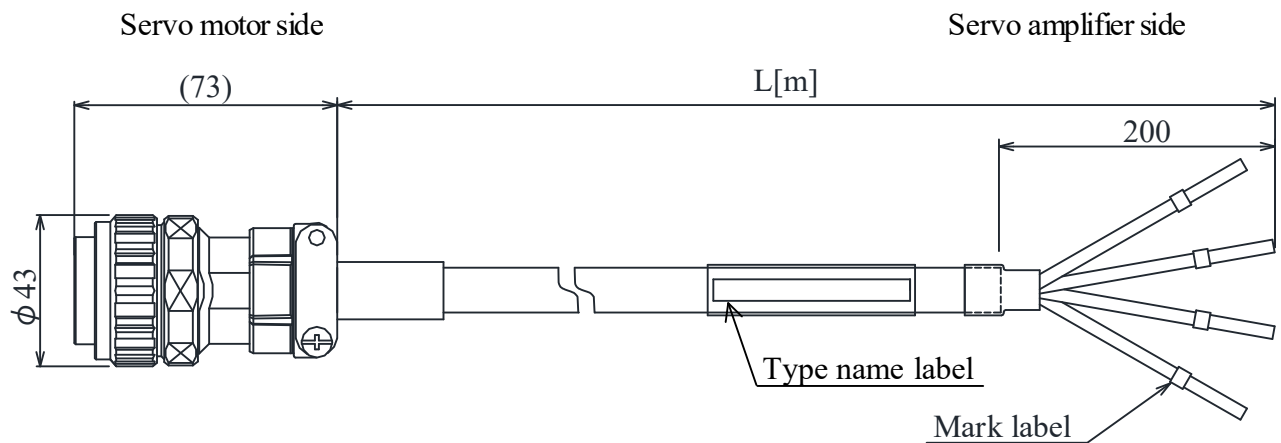 Servo motor side
Servo amplifier side
(73)
L[m]
200
ϕ43
Type name label
Mark label